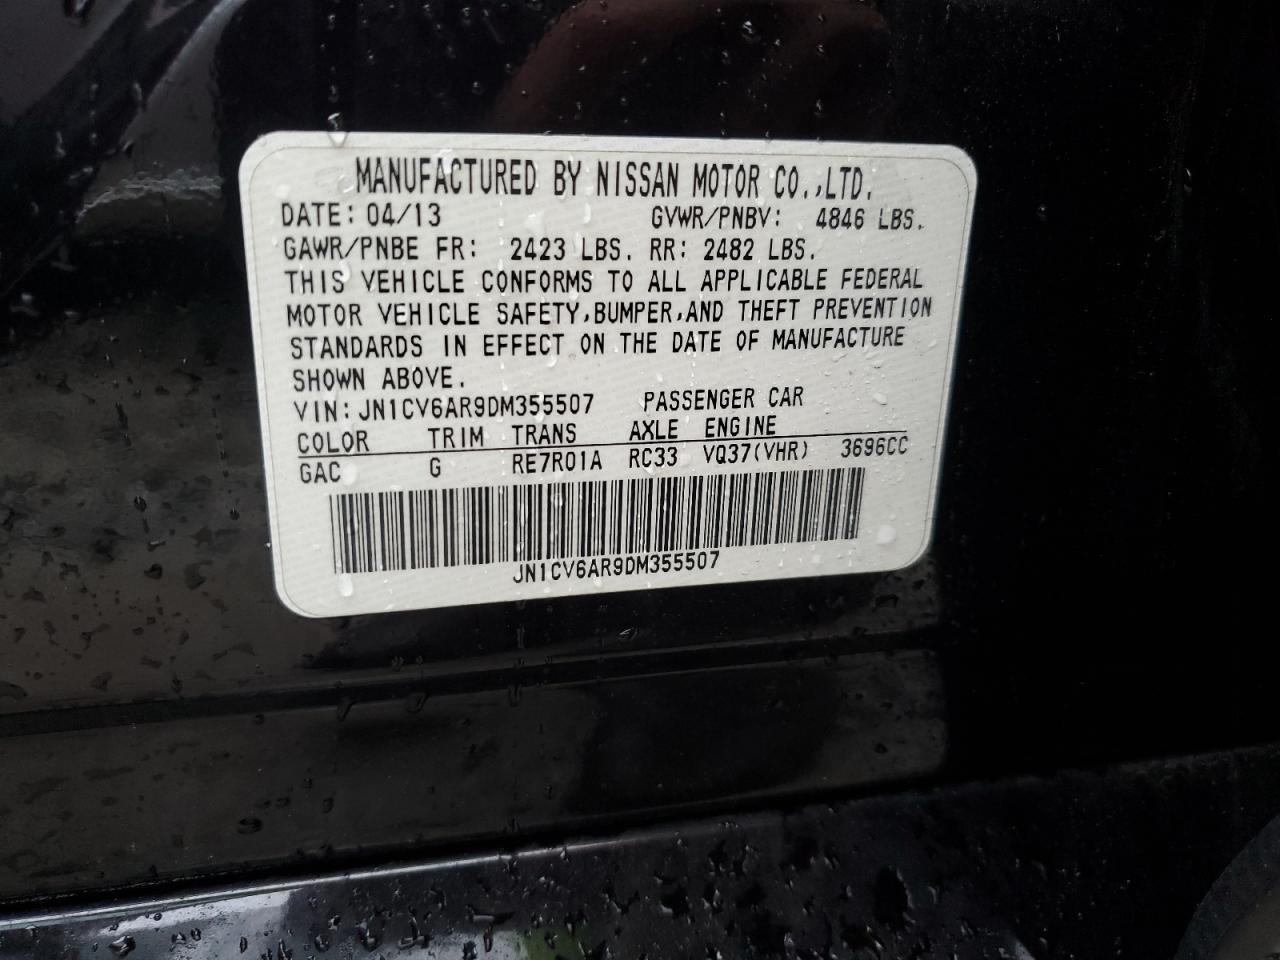 MANUFACTURED BY NISSAN MOTOR CO.,LTD.
DATE: 04/13 GVWR/PNBV: 4846 LBS.
GAWR/PNBE FR: 2423 LBS. RR: 2482 LBS.
THIS VEHICLE CONFORMS TO ALL APPLICABLE FEDERAL
MOTOR VEHICLE SAFETY,BUMPER,AND THEFT PREVENTION
STANDARDS IN EFFECT ON THE DATE OF MANUFACTURE
SHOWN ABOVE.
VIN:JN1CV6AR9DM355507 PASSENGER CAR
COLOR TRIM TRANS AXLE ENGINE
GAC G RE7R01A RC33 VQ37(VHR) 3696CC
JN1CV6AR9DM355507